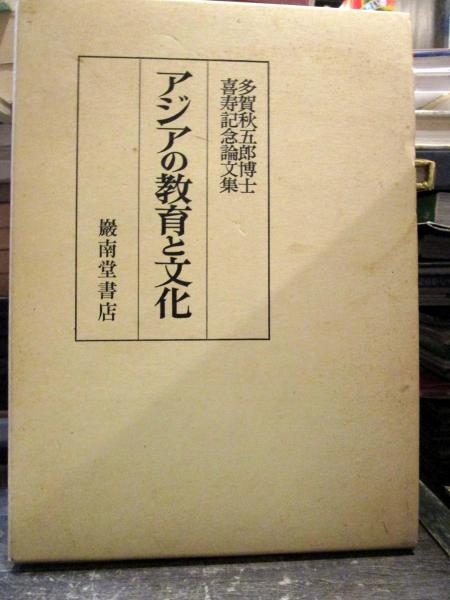 多賀秋五郎博士
喜寿記念論文集
アジアの教育と文化
巌南堂書店